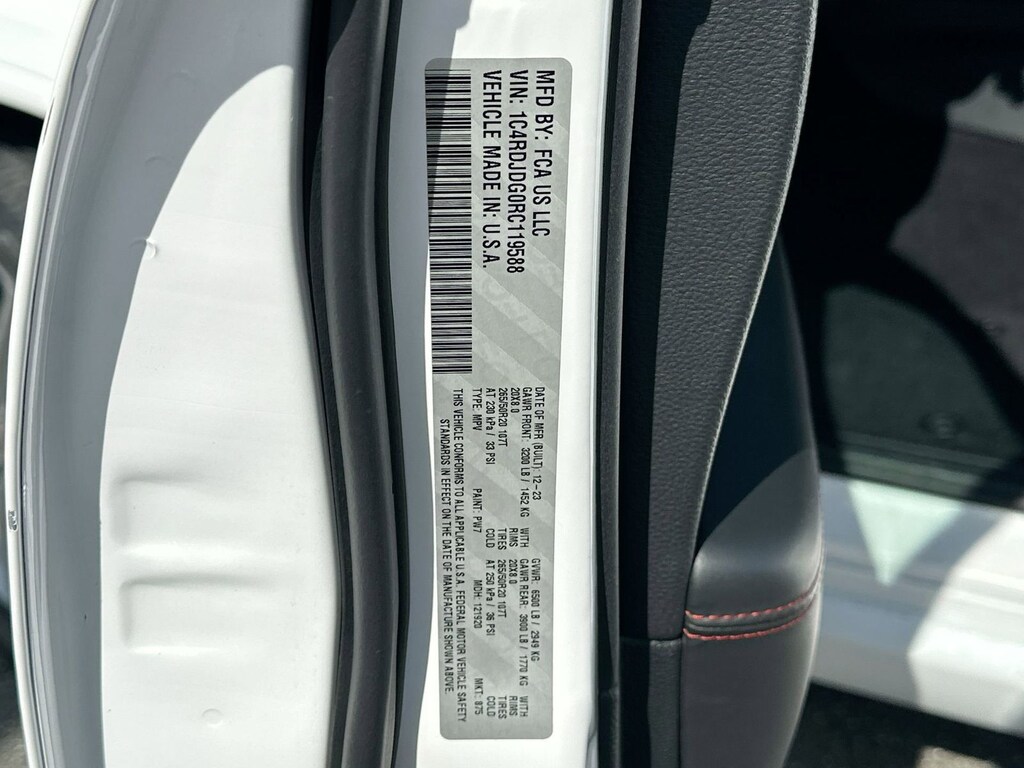 MFD BY: FCA US LLC
VIN: 1C4RDJDG0RC119588
VEHICLE MADE IN: U.S.A.
DATE OF MFR (BUILT): 12-23 GVWR: 6500 LB / 2949 KG
GAWR FRONT: 3200 LB / 1452 KG WITH GAWR REAR: 3900 LB / 1770 KG WITH
20X8.0 RIMS 20X8.0 RIMS
265/50R20 107T TIRES 265/50R20 107T TIRES
AT 230 kPa / 33 PSI COLD AT 250 kPa / 36 PSI COLD
TYPE: MPV PAINT: PW7 MDH: 121920 MKT: 875
THIS VEHICLE CONFORMS TO ALL APPLICABLE U.S.A. FEDERAL MOTOR VEHICLE SAFETY
STANDARDS IN EFFECT ON THE DATE OF MANUFACTURE SHOWN ABOVE.